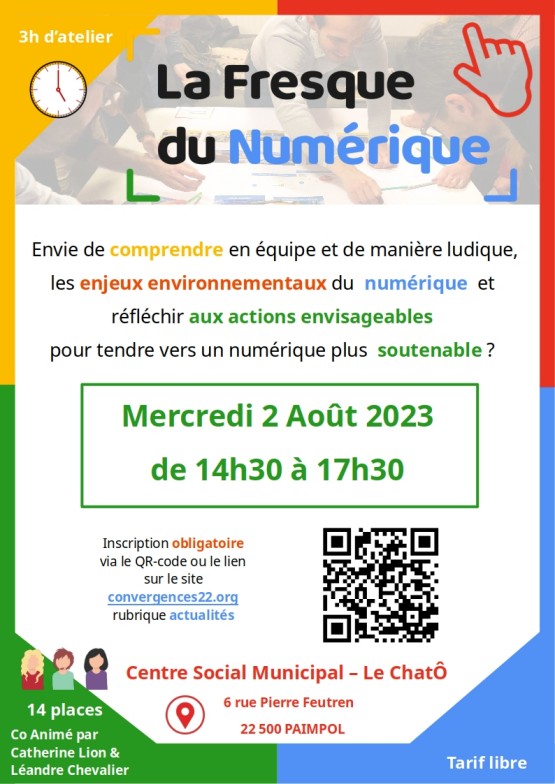 3h d’atelier
La Fresque
du Numérique
Envie de comprendre en équipe et de manière ludique,
les enjeux environnementaux du numérique et
réfléchir aux actions envisageables
pour tendre vers un numérique plus soutenable ?
Mercredi 2 Août 2023
de 14h30 à 17h30
Inscription obligatoire
via le QR-code ou le lien
sur le site
convergences22.org
rubrique actualités
Centre Social Municipal – Le ChatÔ
6 rue Pierre Feutren
22 500 PAIMPOL
14 places
Co Animé par
Catherine Lion &
Léandre Chevalier
Tarif libre